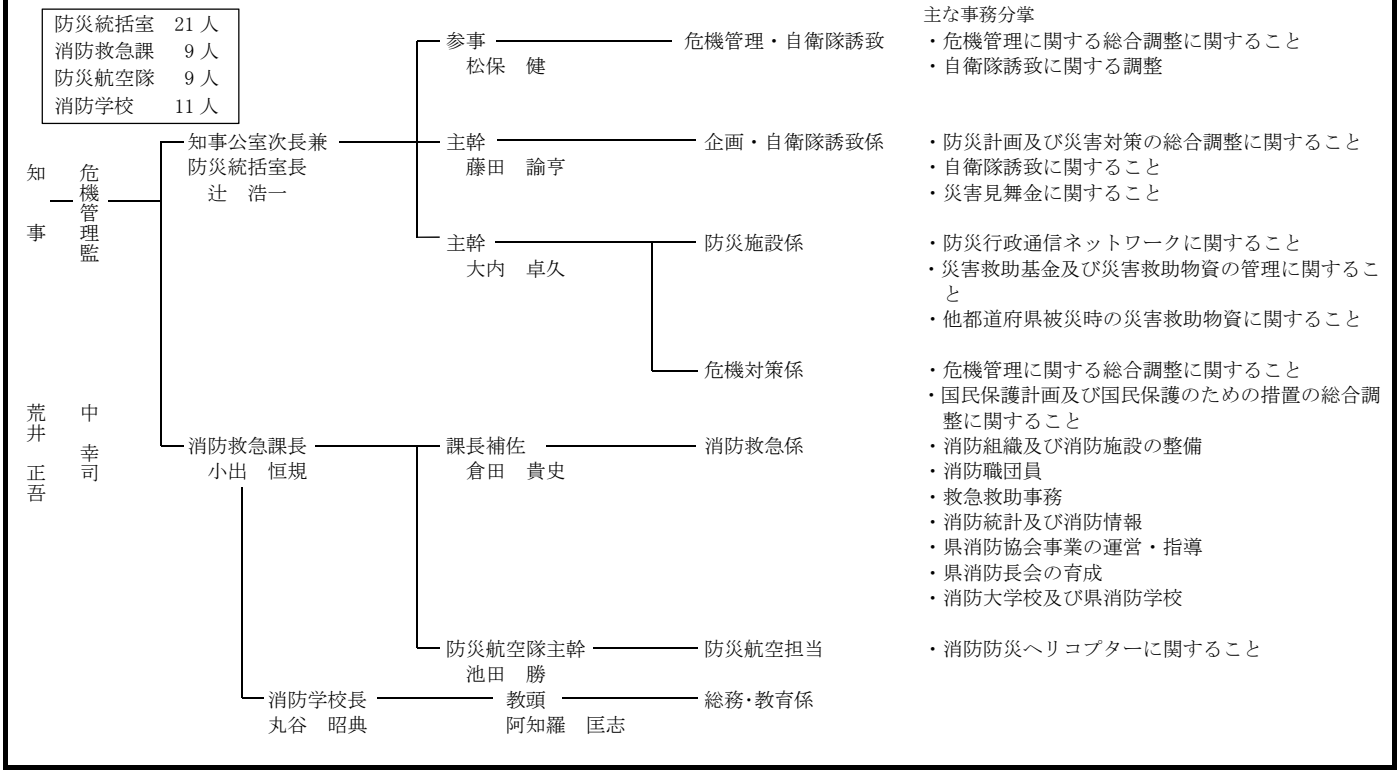 防災統括室 21人
消防救急課 9人
防災航空隊 9人
消防学校 11人
主な事務分掌
知事
荒井 正吾
危機管理監
中 幸司
知事公室次長兼
防災統括室長
辻 浩一
参事
松保 健
危機管理・自衛隊誘致
・危機管理に関する総合調整に関すること
・自衛隊誘致に関する調整
主幹
藤田 諭亨
企画・自衛隊誘致係
・防災計画及び災害対策の総合調整に関すること
・自衛隊誘致に関すること
・災害見舞金に関すること
主幹
大内 卓久
防災施設係
・防災行政通信ネットワークに関すること
・災害救助基金及び災害救助物資の管理に関するこ
と
・他都道府県被災時の災害救助物資に関すること
危機対策係
・危機管理に関する総合調整に関すること
・国民保護計画及び国民保護のための措置の総合調
整に関すること
消防救急課長
小出 恒規
課長補佐
倉田 貴史
消防救急係
・消防組織及び消防施設の整備
・消防職団員
・救急救助事務
・消防統計及び消防情報
・県消防協会事業の運営・指導
・県消防長会の育成
・消防大学校及び県消防学校
防災航空隊主幹
池田 勝
防災航空担当
・消防防災ヘリコプターに関すること
消防学校長
丸谷 昭典
教頭
阿知羅 匡志
総務・教育係